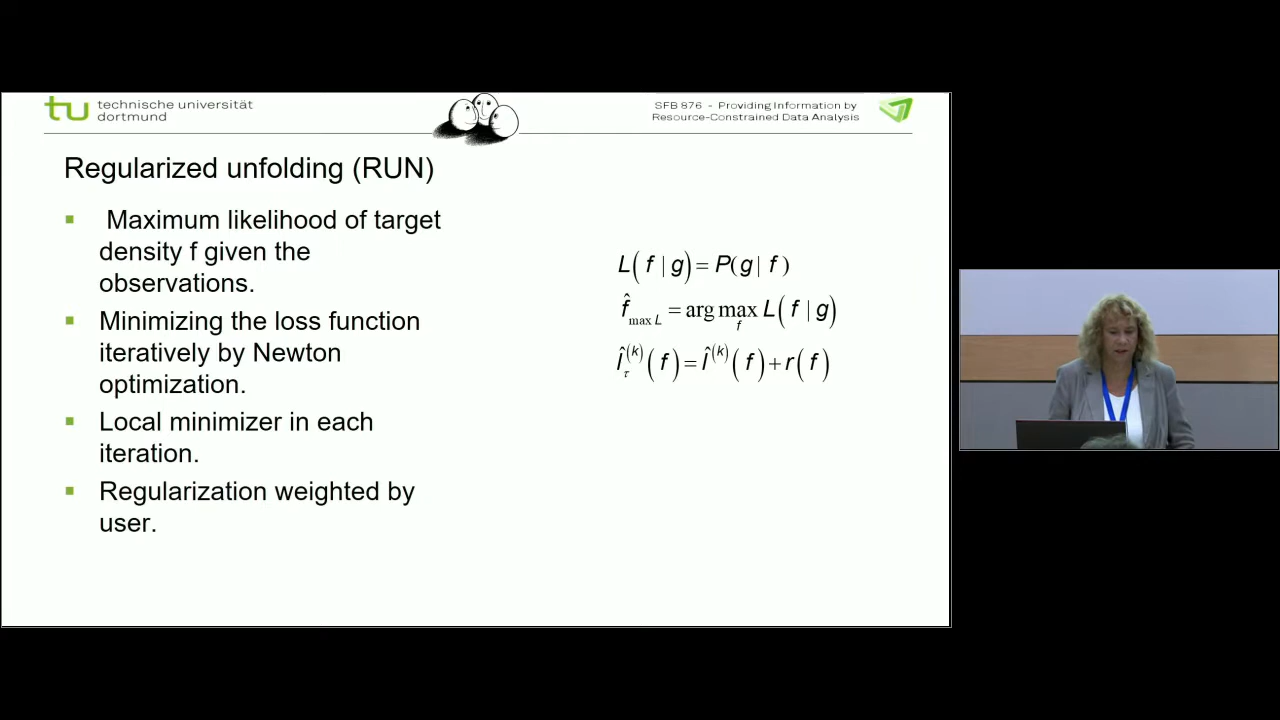 technische universität
dortmund
SFB 876 - Providing Information by
Resource-Constrained Data Analysis
Regularized unfolding (RUN)
Maximum likelihood of target
density f given the
observations.
Minimizing the loss function
iteratively by Newton
optimization.
Local minimizer in each
iteration.
Regularization weighted by
user.
L( f | g) = P(g | f )
f̂ max L = arg max f L( f | g)
l̂ τ (k) ( f ) = l̂ (k) ( f ) + r( f )